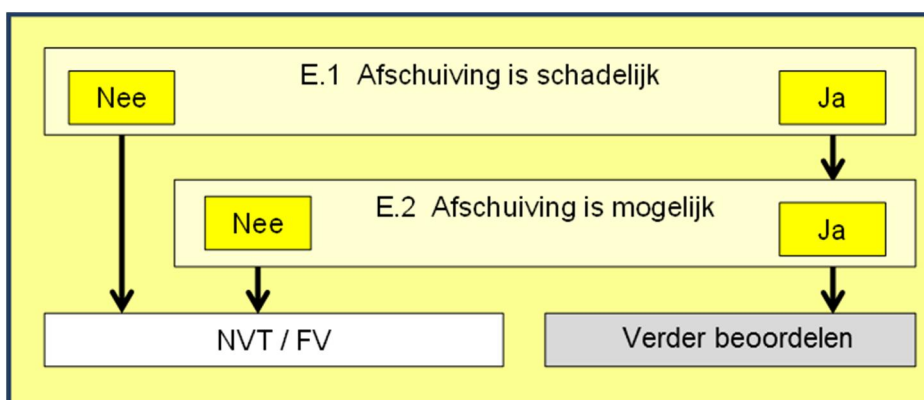 E.1 Afschuiving is schadelijk
Nee
Ja
E.2 Afschuiving is mogelijk
Nee
Ja
NVT / FV
Verder beoordelen